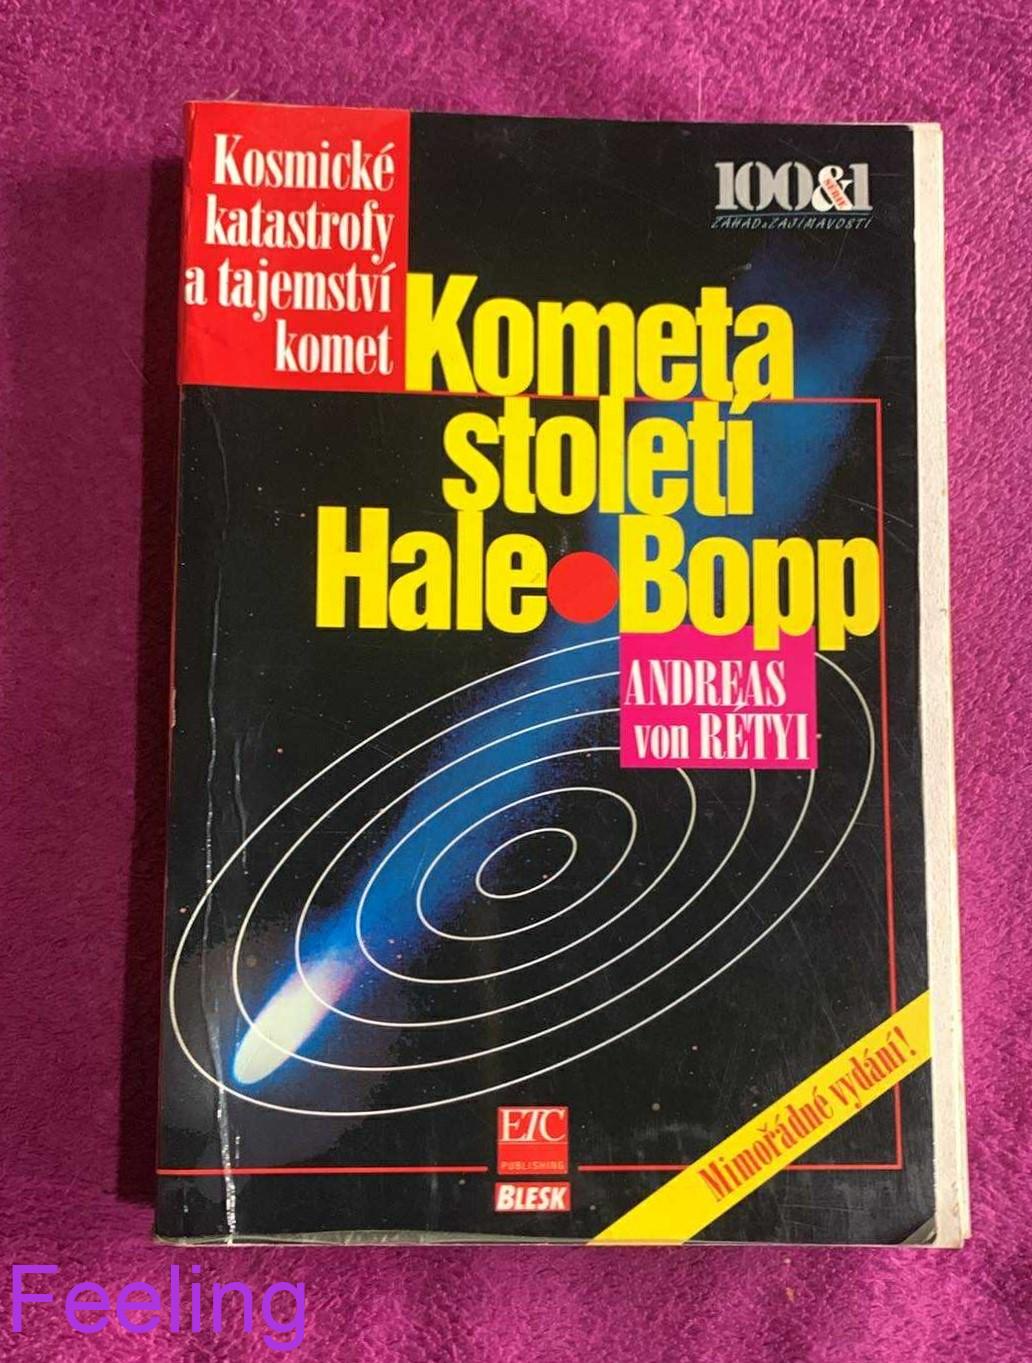 Kosmické
katastrofy
a tajemství
komet
100&1
SÉRIE
ZÁHAD a ZAJÍMAVOSTÍ
Kometa
století
Hale Bopp
ANDREAS
von RÉTYI
Mimořádné vydání!
ETC
PUBLISHING
BLESK
Feeling